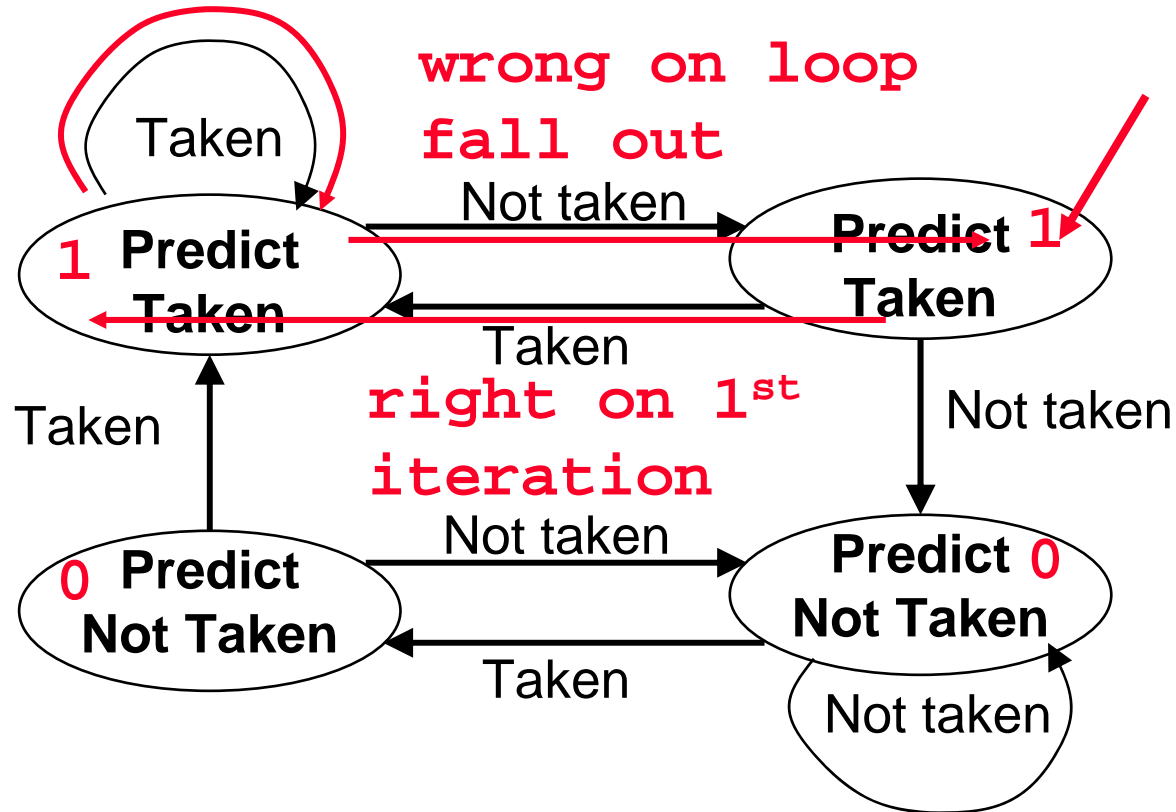 wrong on loop
fall out
Taken
Not taken
1 Predict
Taken
Predict 1
Taken
Taken
right on 1st
iteration
Taken
Not taken
Not taken
0 Predict
Not Taken
Predict 0
Not Taken
Taken
Not taken